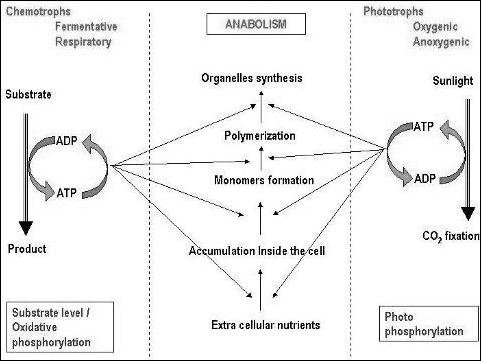 Chemotrophs
Fermentative
Respiratory
Substrate
ADP
ATP
Product
Substrate level /
Oxidative
phosphorylation
ANABOLISM
Organelles synthesis
Polymerization
Monomers formation
Accumulation Inside the cell
Extra cellular nutrients
Phototrophs
Oxygenic
Anoxygenic
Sunlight
ATP
ADP
CO₂ fixation
Photo
phosphorylation